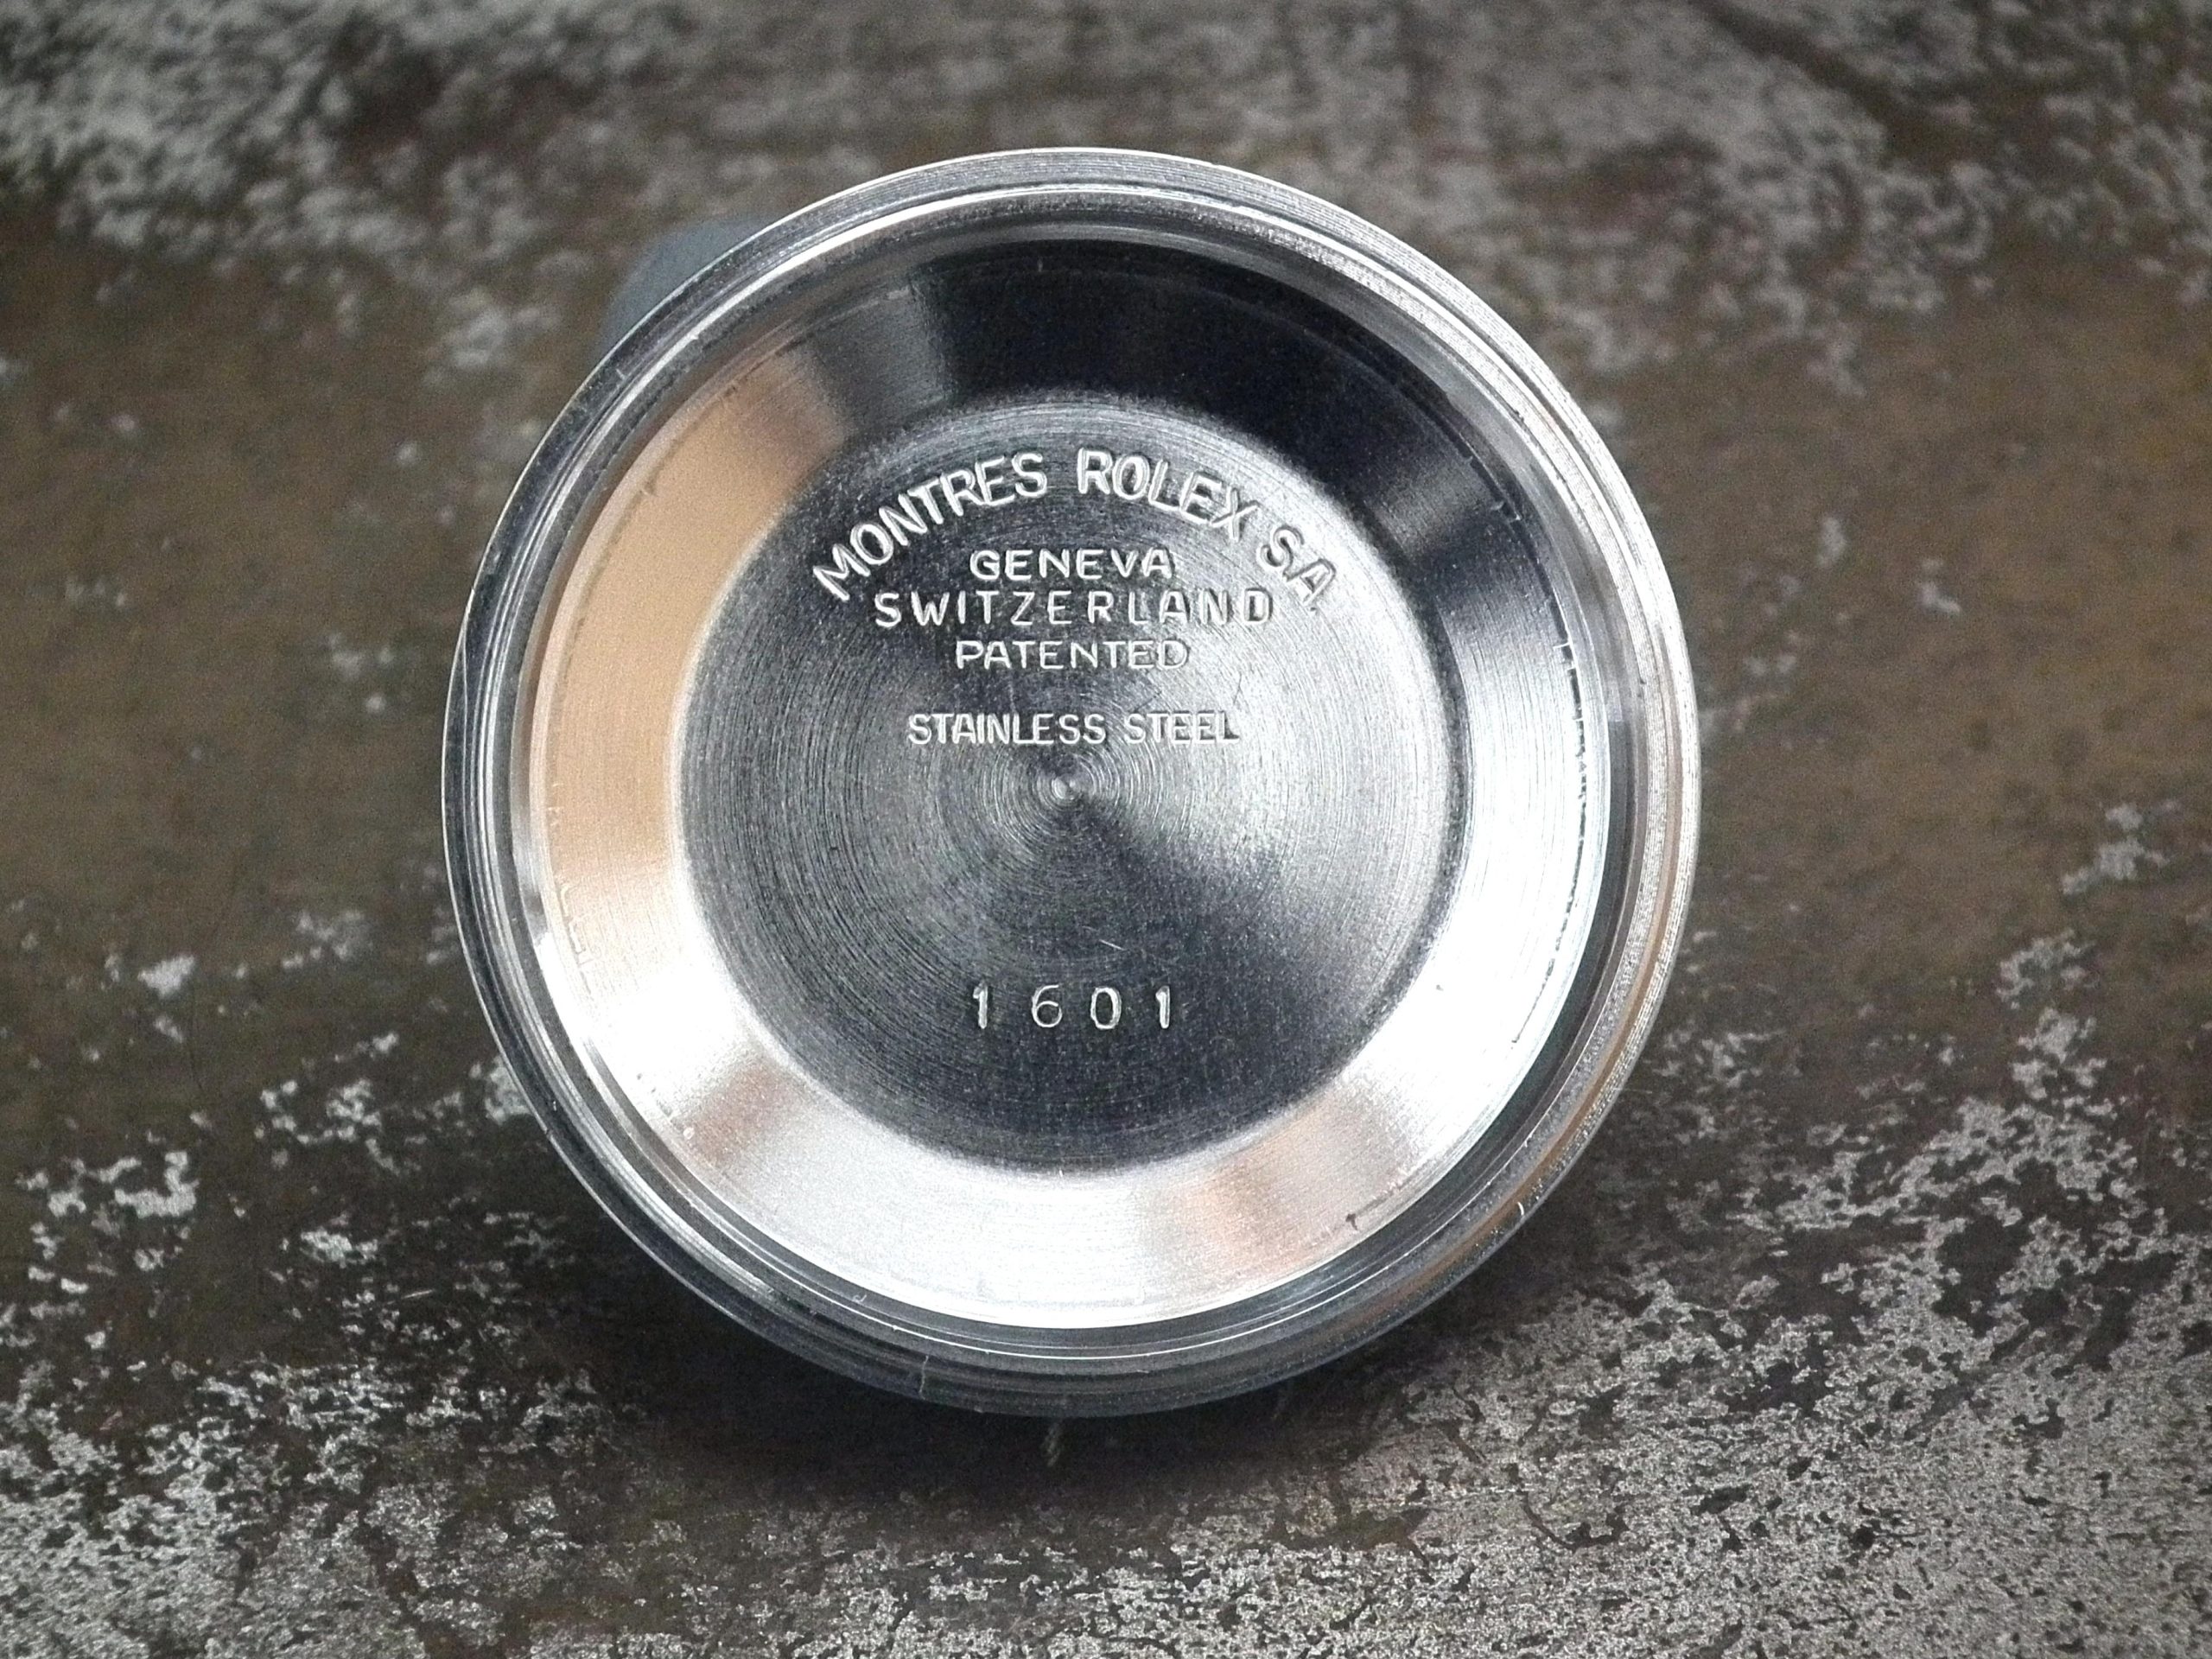 MONTRES ROLEX S.A.
GENEVA
SWITZERLAND
PATENTED
STAINLESS STEEL
1601